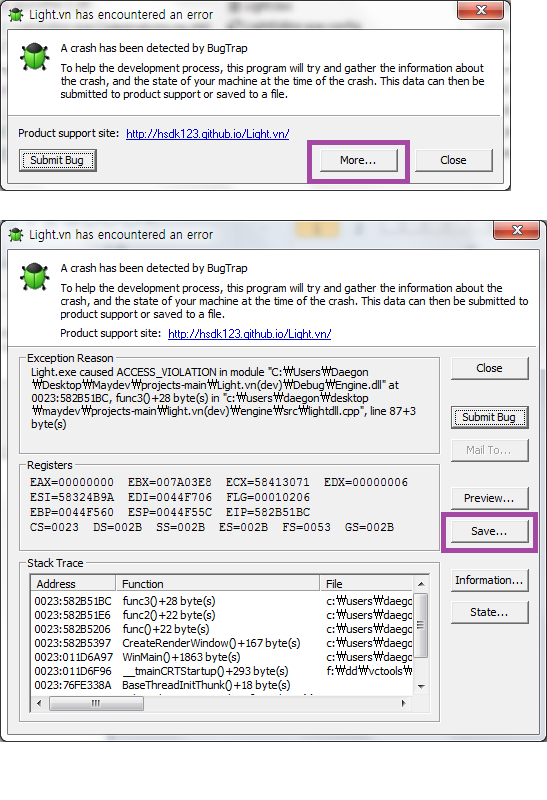 Light.vn has encountered an error
A crash has been detected by BugTrap
To help the development process, this program will try and gather the information about
the crash, and the state of your machine at the time of the crash. This data can then be
submitted to product support or saved to a file.
Product support site: http://hsdk123.github.io/Light.vn/
Submit Bug More... Close
Light.vn has encountered an error
A crash has been detected by BugTrap
To help the development process, this program will try and gather the information about the
crash, and the state of your machine at the time of the crash. This data can then be submitted to
product support or saved to a file.
Product support site: http://hsdk123.github.io/Light.vn/
Exception Reason
Light.exe caused ACCESS_VIOLATION in module "C:₩Users₩Daegon
₩Desktop₩Maydev₩projects-main₩Light.vn(dev)₩Debug₩Engine.dll" at
0023:582B51BC, func3()+28 byte(s) in "c:₩users₩daegon₩desktop
₩maydev₩projects-main₩light.vn(dev)₩engine₩src₩lightdll.cpp", line 87+3
byte(s)
Close
Submit Bug
Mail To...
Registers
EAX=00000000 EBX=007A03E8 ECX=58413071 EDX=00000006
ESI=58324B9A EDI=0044F706 FLG=00010206
EBP=0044F560 ESP=0044F55C EIP=582B51BC
CS=0023 DS=002B SS=002B ES=002B FS=0053 GS=002B
Preview...
Save...
Stack Trace
Address Function File
0023:582B51BC func3()+28 byte(s) c:₩users₩daego
0023:582B51E6 func2()+22 byte(s) c:₩users₩daego
0023:582B5206 func()+22 byte(s) c:₩users₩daego
0023:582B5397 CreateRenderWindow()+167 byte(s) c:₩users₩daego
0023:011D6A97 WinMain()+1863 byte(s) c:₩users₩daego
0023:011D6F96 __tmainCRTStartup()+293 byte(s) f:₩dd₩vctools₩
0023:76FE338A BaseThreadInitThunk()+18 byte(s)
Information...
State...